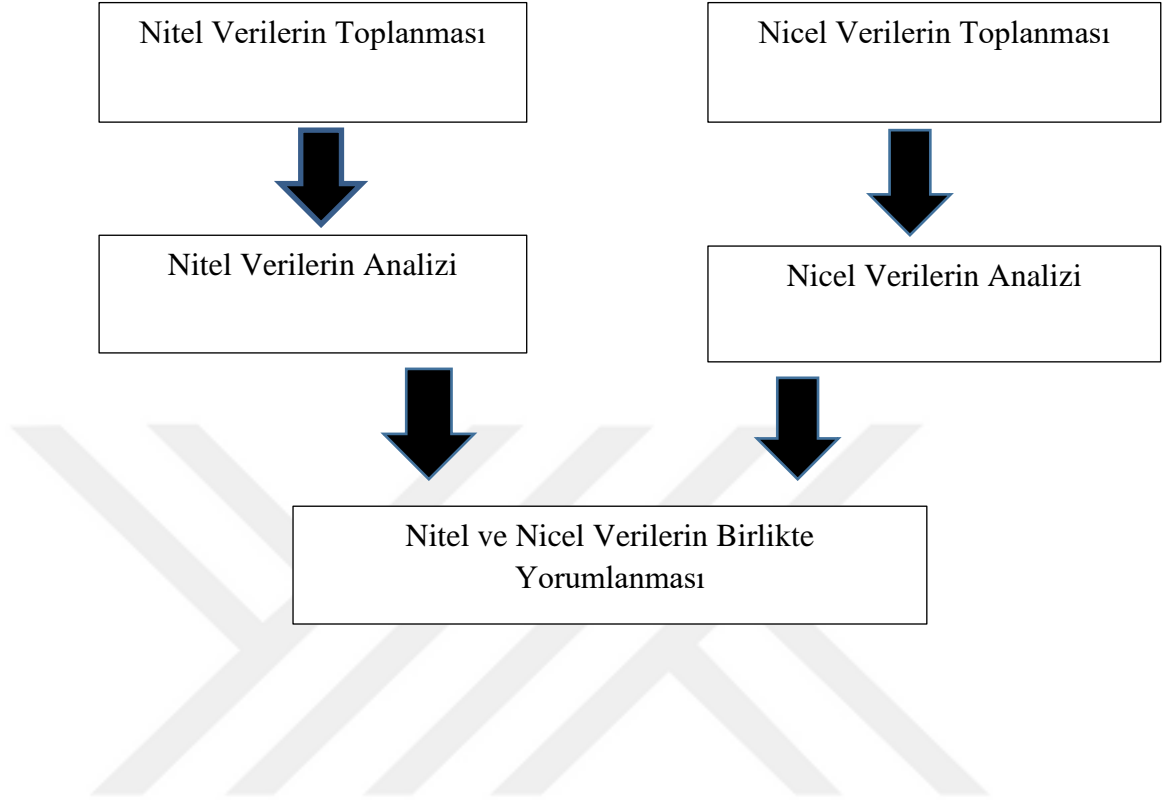 Nitel Verilerin Toplanması
Nicel Verilerin Toplanması
Nitel Verilerin Analizi
Nicel Verilerin Analizi
Nitel ve Nicel Verilerin Birlikte
Yorumlanması